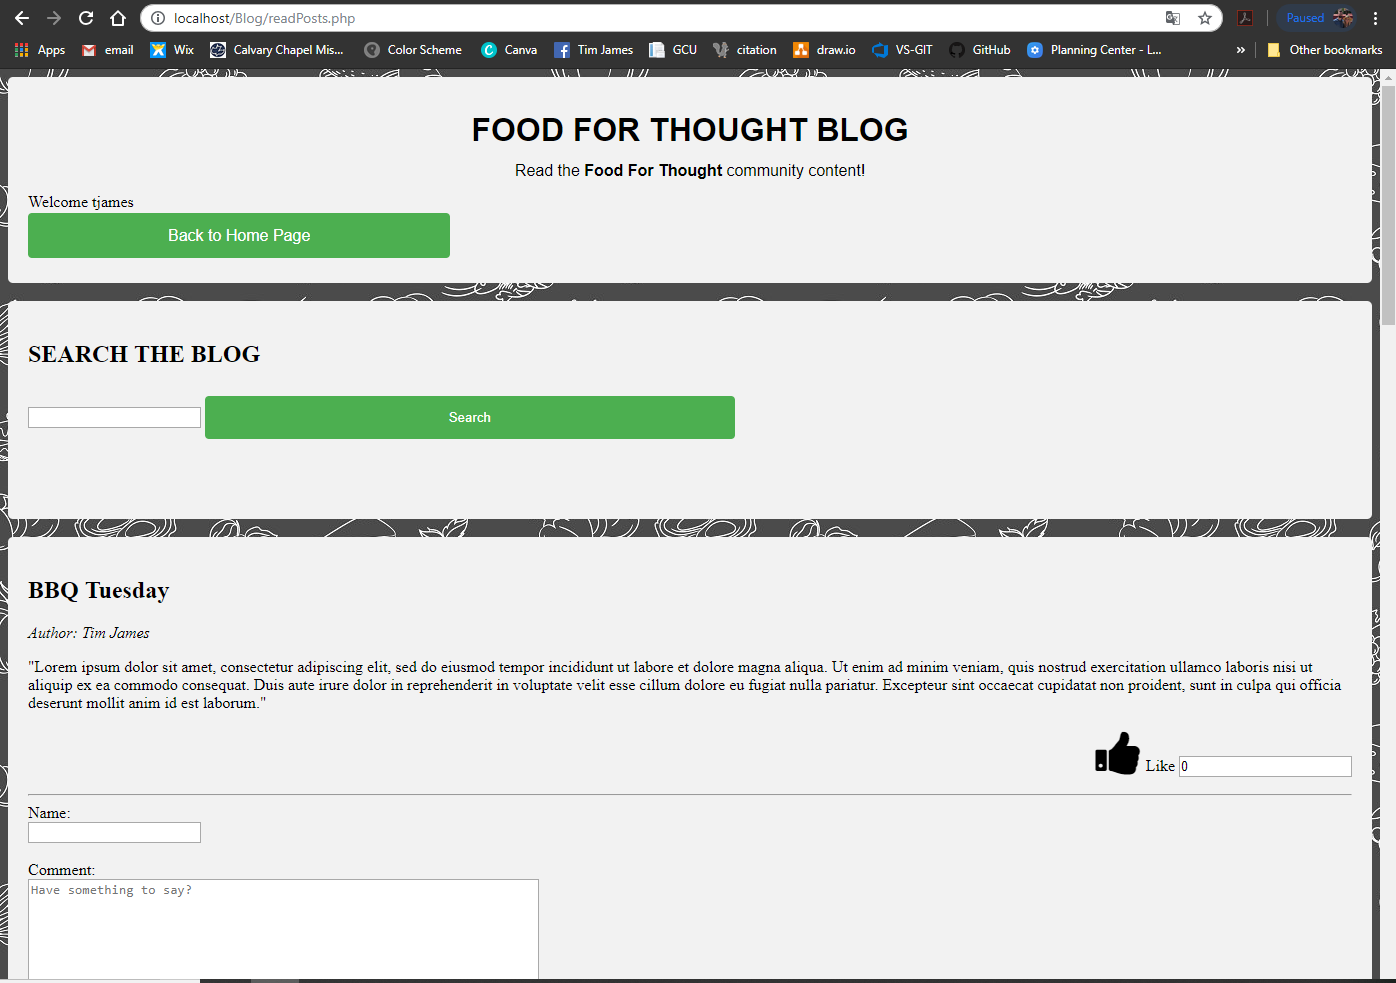 localhost/Blog/readPosts.php
Paused
Apps
email
Wix
Calvary Chapel Mis...
Color Scheme
Canva
Tim James
GCU
citation
draw.io
VS-GIT
GitHub
Planning Center - L...
»
Other bookmarks
FOOD FOR THOUGHT BLOG
Read the Food For Thought community content!
Welcome tjames
Back to Home Page
SEARCH THE BLOG
Search
BBQ Tuesday
Author: Tim James
"Lorem ipsum dolor sit amet, consectetur adipiscing elit, sed do eiusmod tempor incididunt ut labore et dolore magna aliqua. Ut enim ad minim veniam, quis nostrud exercitation ullamco laboris nisi ut
aliquip ex ea commodo consequat. Duis aute irure dolor in reprehenderit in voluptate velit esse cillum dolore eu fugiat nulla pariatur. Excepteur sint occaecat cupidatat non proident, sunt in culpa qui officia
deserunt mollit anim id est laborum."
Like 0
Name:
Comment:
Have something to say?